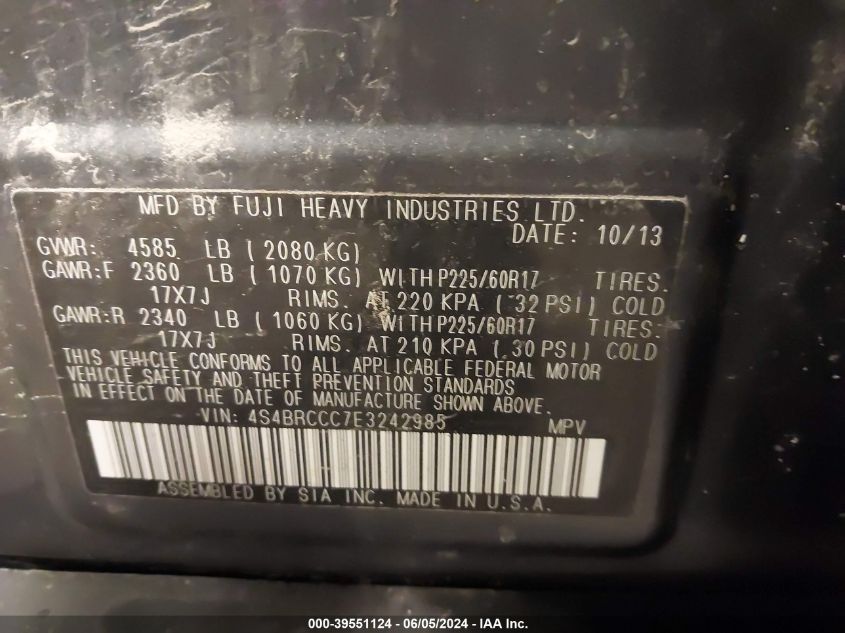 MFD BY FUJI HEAVY INDUSTRIES LTD.
DATE: 10/13
GVWR: 4585 LB ( 2080 KG)
GAWR:F 2360 LB ( 1070 KG) WITH P225/60R17 TIRES.
17X7J RIMS. AT 220 KPA ( 32 PSI) COLD
GAWR:R 2340 LB ( 1060 KG) WITH P225/60R17 TIRES.
17X7J RIMS. AT 210 KPA ( 30 PSI) COLD
THIS VEHICLE CONFORMS TO ALL APPLICABLE FEDERAL MOTOR
VEHICLE SAFETY AND THEFT PREVENTION STANDARDS
IN EFFECT ON THE DATE OF MANUFACTURE SHOWN ABOVE.
VIN: 4S4BRCCC7E3242985 MPV
ASSEMBLED BY SIA INC. MADE IN U.S.A.
000-39551124 - 06/05/2024 - IAA Inc.